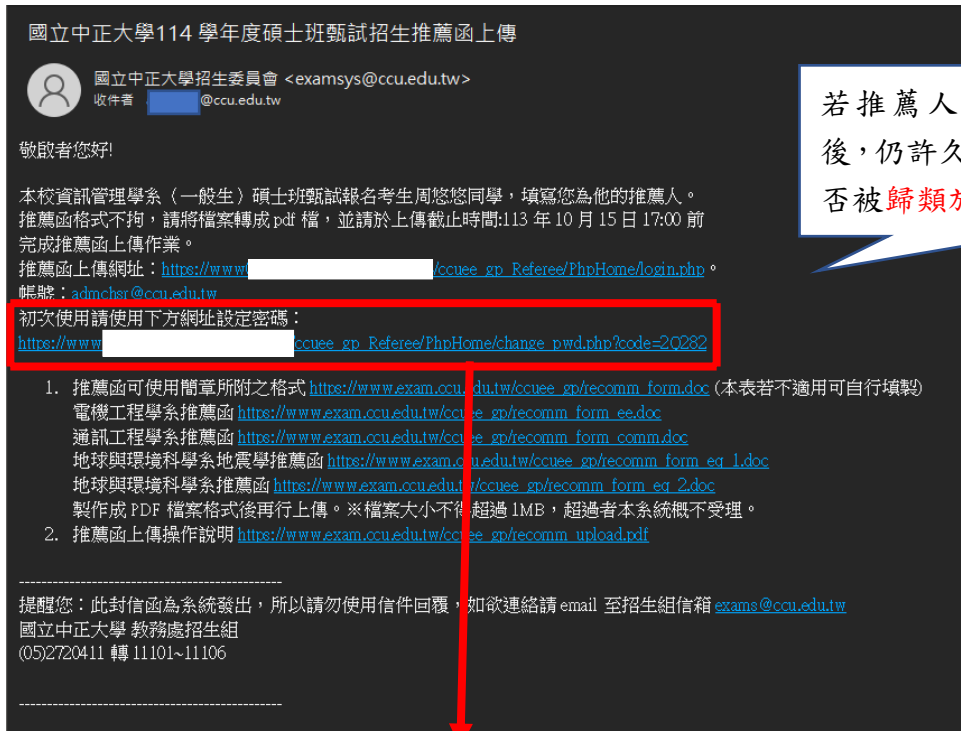 國立中正大學114 學年度碩士班甄試招生推薦函上傳
國立中正大學招生委員會 <examsys@ccu.edu.tw>
收件者 @ccu.edu.tw
若推薦人
後，仍許久
否被歸類於
敬啟者您好!
本校資訊管理學系（一般生）碩士班甄試報名考生周悠悠同學，填寫您為他的推薦人。
推薦函格式不拘，請將檔案轉成 pdf 檔，並請於上傳截止時間:113 年 10 月 15 日 17:00 前
完成推薦函上傳作業。
推薦函上傳網址：https://www /ccuee_gp_Referee/PhpHome/login.php。
帳號：admchsr@ccu.edu.tw
初次使用請使用下方網址設定密碼：
https://www ccuee_gp_Referee/PhpHome/change_pwd.php?code=2Q282
1. 推薦函可使用簡章所附之格式 https://www.exam.ccu.edu.tw/ccuee_gp/recomm_form.doc (本表若不適用可自行填製)
電機工程學系推薦函 https://www.exam.ccu.edu.tw/ccuee_gp/recomm_form_ee.doc
通訊工程學系推薦函 https://www.exam.ccu.edu.tw/ccuee_gp/recomm_form_comm.doc
地球與環境科學系地震學推薦函 https://www.exam.ccu.edu.tw/ccuee_gp/recomm_form_eq_1.doc
地球與環境科學系推薦函 https://www.exam.ccu.edu.tw/ccuee_gp/recomm_form_eq_2.doc
製作成 PDF 檔案格式後再行上傳。※檔案大小不得超過 1MB，超過者本系統概不受理。
2. 推薦函上傳操作說明 https://www.exam.ccu.edu.tw/ccuee_gp/recomm_upload.pdf
-----------------------------------------------
提醒您：此封信函為系統發出，所以請勿使用信件回覆，如欲連絡請 email 至招生組信箱 exams@ccu.edu.tw
國立中正大學 教務處招生組
(05)2720411 轉 11101~11106
-----------------------------------------------